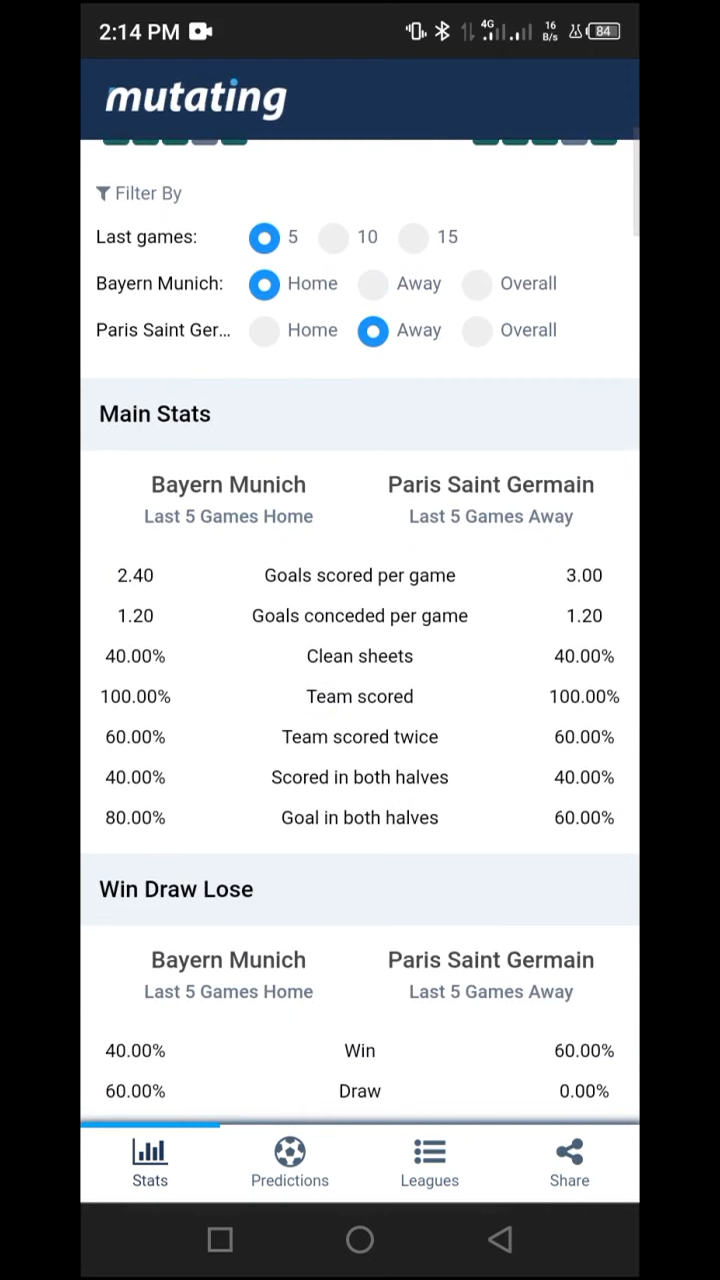 2:14 PM 4G 16 B/s 84
mutating
Filter By
Last games: 5 10 15
Bayern Munich: Home Away Overall
Paris Saint Ger... Home Away Overall
Main Stats
Bayern Munich Paris Saint Germain
Last 5 Games Home Last 5 Games Away
2.40 Goals scored per game 3.00
1.20 Goals conceded per game 1.20
40.00% Clean sheets 40.00%
100.00% Team scored 100.00%
60.00% Team scored twice 60.00%
40.00% Scored in both halves 40.00%
80.00% Goal in both halves 60.00%
Win Draw Lose
Bayern Munich Paris Saint Germain
Last 5 Games Home Last 5 Games Away
40.00% Win 60.00%
60.00% Draw 0.00%
Stats Predictions Leagues Share